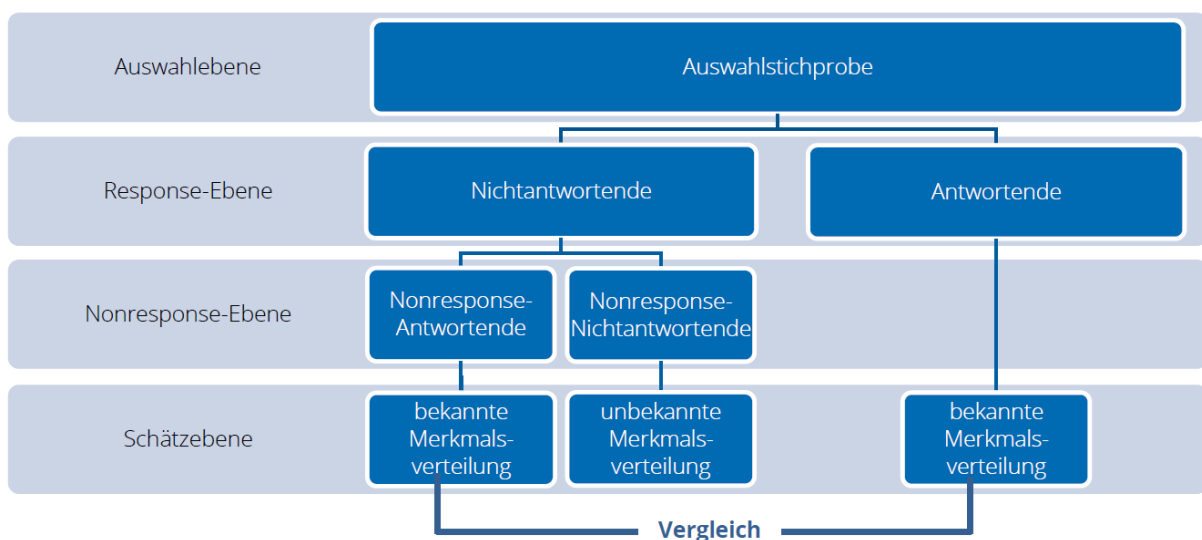 Auswahlebene
Auswahlstichprobe
Response-Ebene
Nichtantwortende
Antwortende
Nonresponse-Ebene
Nonresponse-
Antwortende
Nonresponse-
Nichtantwortende
Schätzebene
bekannte
Merkmals-
verteilung
unbekannte
Merkmals-
verteilung
bekannte
Merkmals-
verteilung
Vergleich